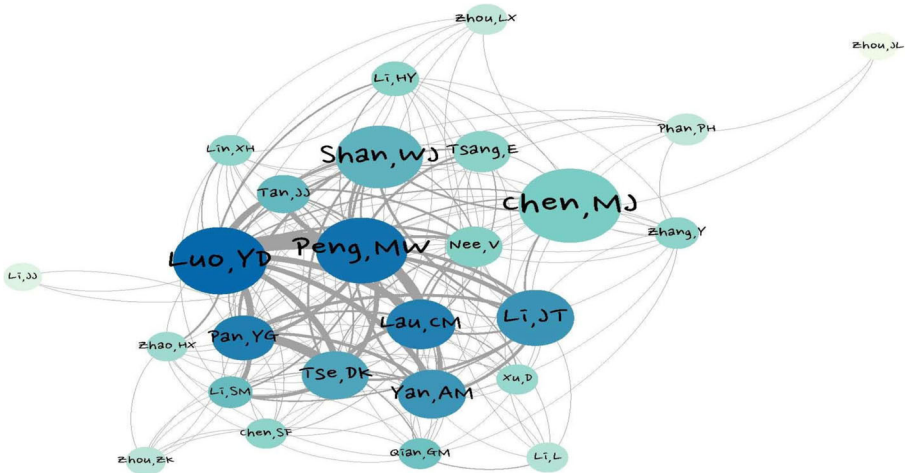 Zhou,LX
Zhou,JL
Li,HY
Phan,PH
Lin,XH
Shan,WJ
Tsang,E
Tan,JJ
Chen,MJ
Zhang,Y
Luo,YD
Peng,MW
Nee,V
Li,JJ
Li,JT
Lau,CM
Pan,YG
Zhao,HX
Tse,DK
Xu,D
Li,SM
Yan,AM
Chen,SF
Qian,GM
Li,L
Zhou,ZK